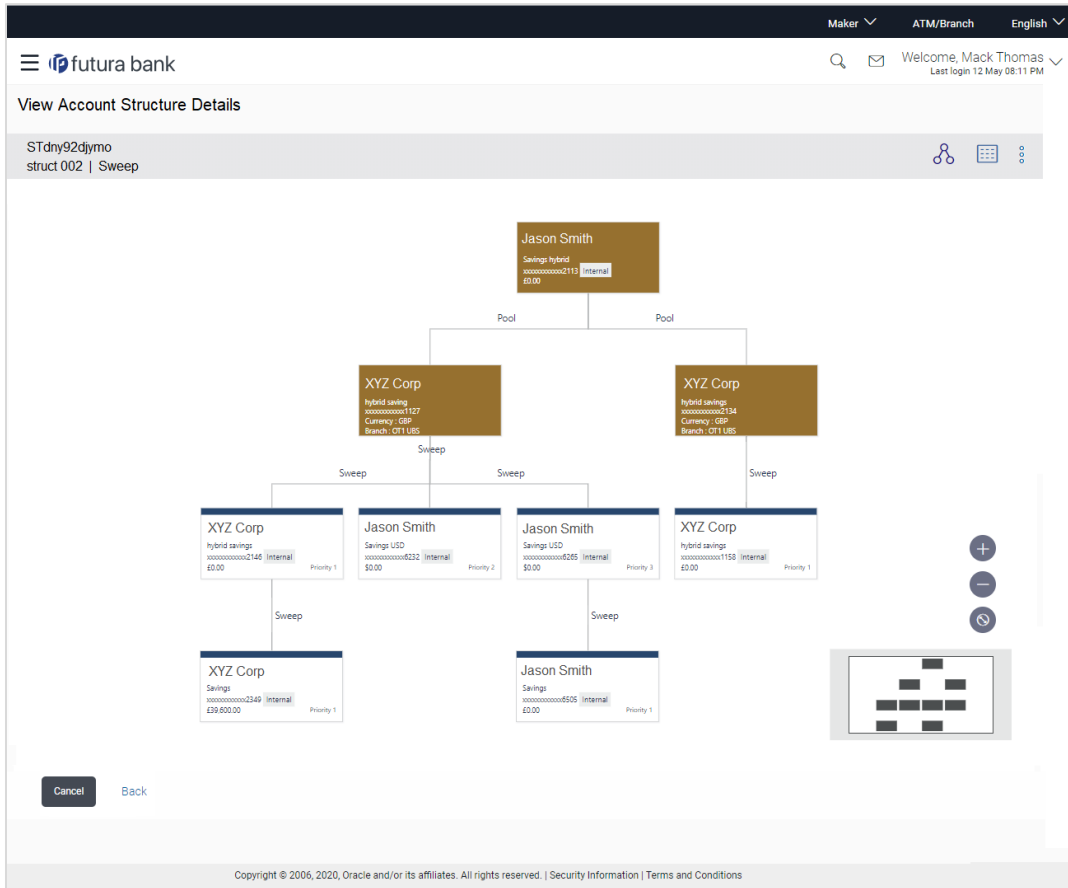 Maker ATM/Branch English
futura bank
Welcome, Mack Thomas
Last login 12 May 08:11 PM
View Account Structure Details
STdny92djymo
struct 002 | Sweep
Jason Smith
Savings hybrid
xxxxxxxxxxxx2113 Internal
£0.00
Pool Pool
XYZ Corp
hybrid saving
xxxxxxxxxxxx1127
Currency : GBP
Branch : OT1 UBS
XYZ Corp
hybrid savings
xxxxxxxxxxxx2134
Currency : GBP
Branch : OT1 UBS
Sweep
Sweep Sweep Sweep
XYZ Corp
hybrid savings
xxxxxxxxxxxx2146 Internal
£0.00 Priority 1
Jason Smith
Savings USD
xxxxxxxxxxxx6232 Internal
$0.00 Priority 2
Jason Smith
Savings USD
xxxxxxxxxxxx6265 Internal
$0.00 Priority 3
XYZ Corp
hybrid savings
xxxxxxxxxxxx1158 Internal
£0.00 Priority 1
Sweep Sweep
XYZ Corp
Savings
xxxxxxxxxxxx2349 Internal
£39,600.00 Priority 1
Jason Smith
Savings
xxxxxxxxxxxx6505 Internal
£0.00 Priority 1
Cancel Back
Copyright © 2006, 2020, Oracle and/or its affiliates. All rights reserved. | Security Information | Terms and Conditions